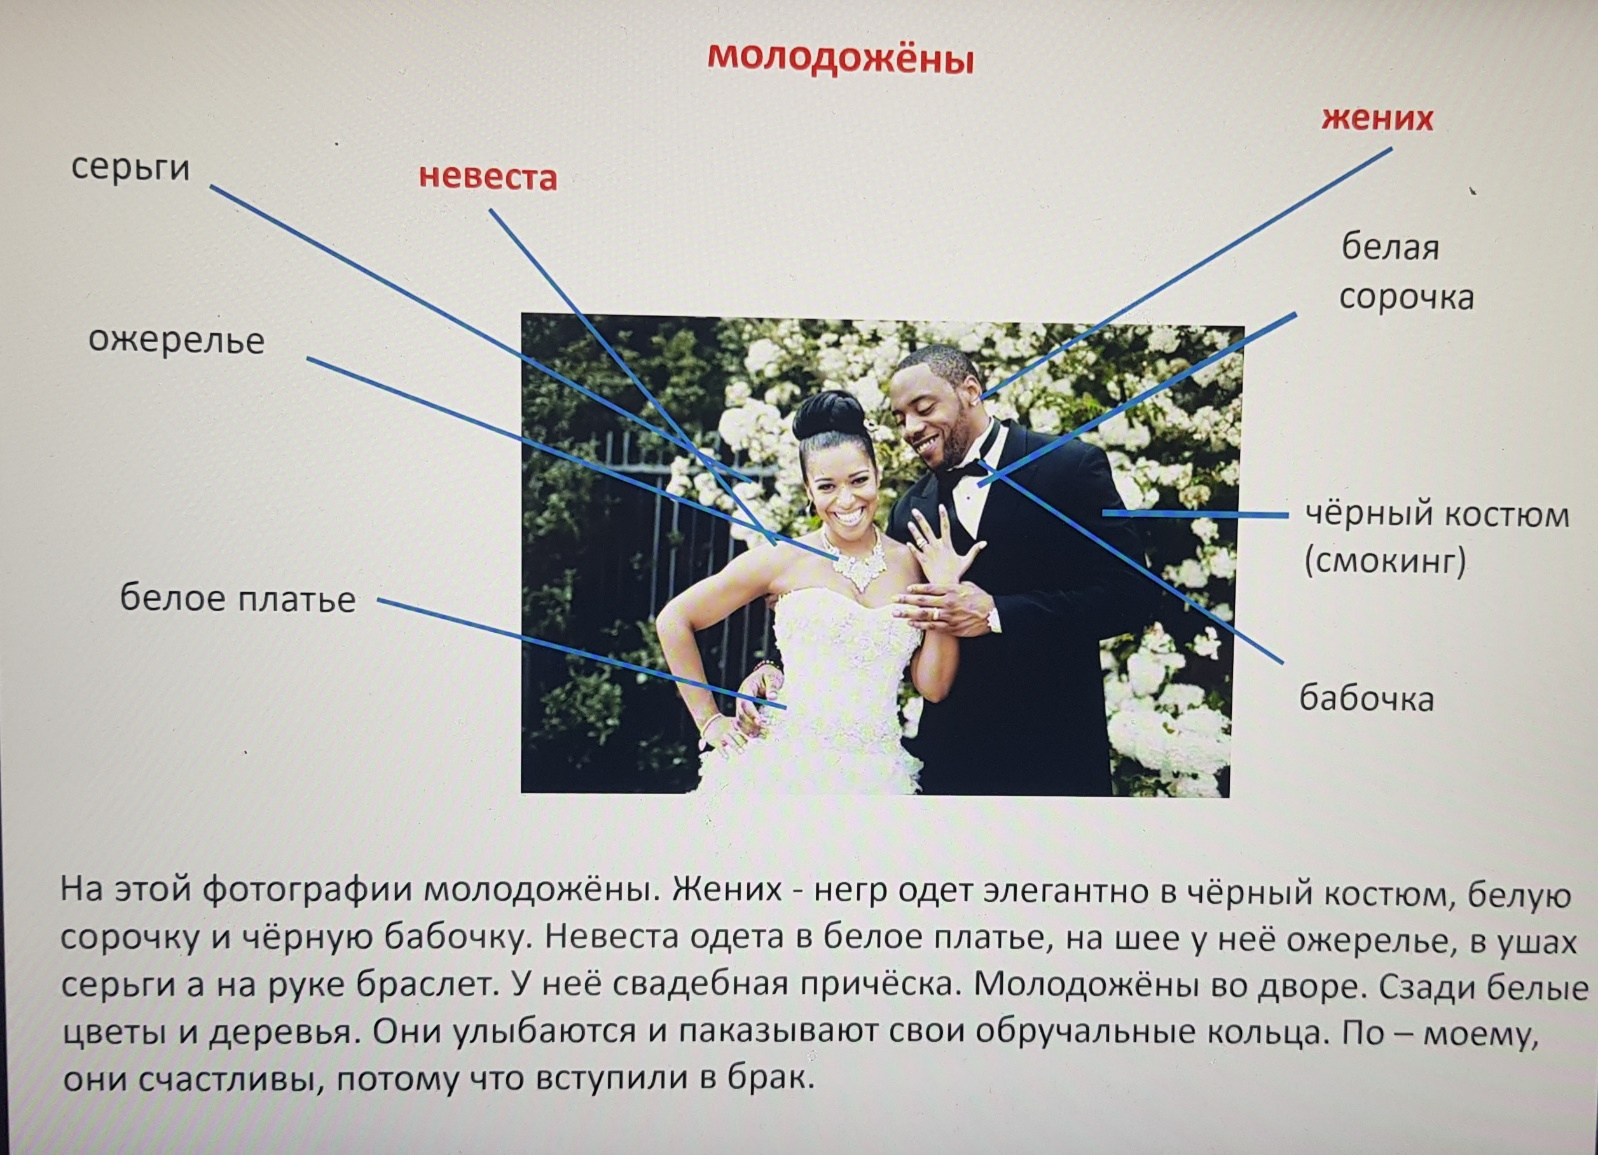 молодожёны
жених
серьги
невеста
белая
сорочка
ожерелье
чёрный костюм
(смокинг)
белое платье
бабочка
На этой фотографии молодожёны. Жених - негр одет элегантно в чёрный костюм, белую
сорочку и чёрную бабочку. Невеста одета в белое платье, на шее у неё ожерелье, в ушах
серьги а на руке браслет. У неё свадебная причёска. Молодожёны во дворе. Сзади белые
цветы и деревья. Они улыбаются и паказывают свои обручальные кольца. По – моему,
они счастливы, потому что вступили в брак.